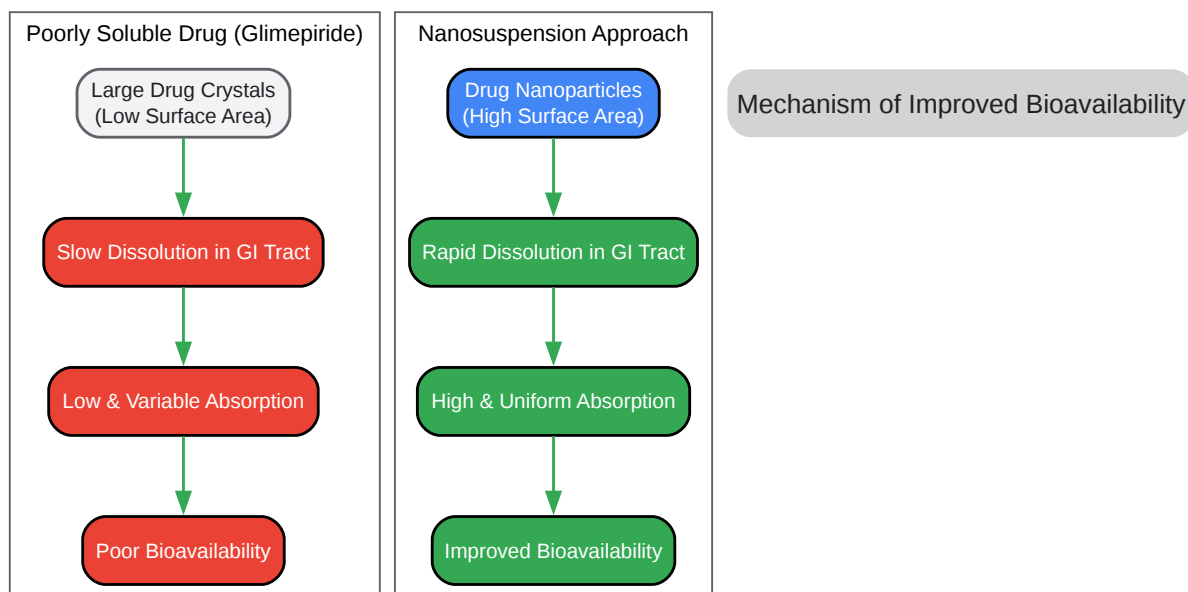 Poorly Soluble Drug (Glimepiride)
Large Drug Crystals
(Low Surface Area)
Slow Dissolution in GI Tract
Low & Variable Absorption
Poor Bioavailability
Nanosuspension Approach
Drug Nanoparticles
(High Surface Area)
Rapid Dissolution in GI Tract
High & Uniform Absorption
Improved Bioavailability
Mechanism of Improved Bioavailability